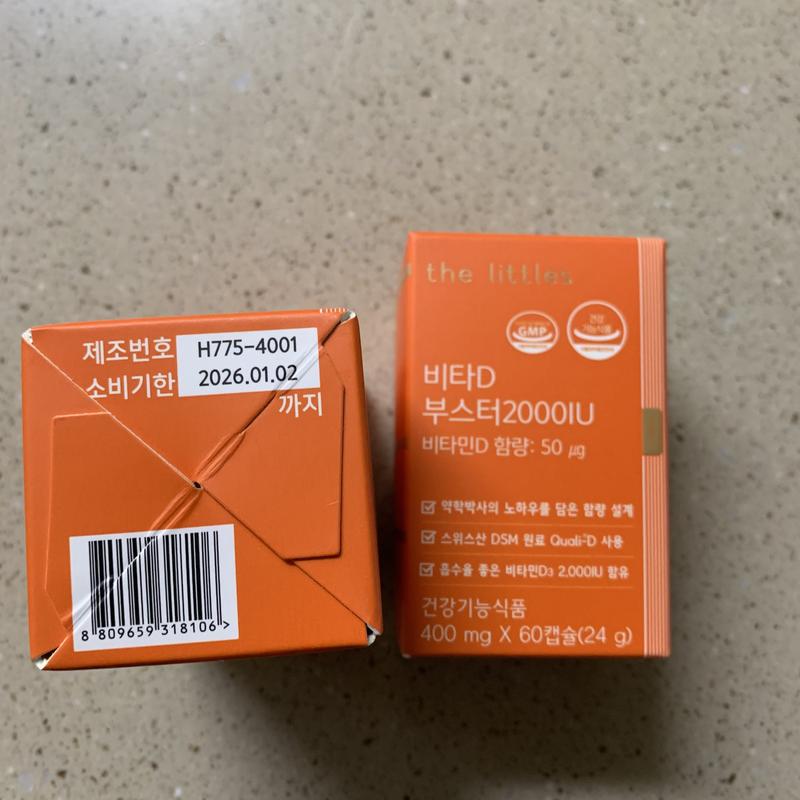 제조번호 H775-4001
소비기한 2026.01.02
까지
8 809659 318106 >
the littles
GMP
건강
기능식품
비타D
부스터2000IU
비타민D 함량: 50 ㎍
약학박사의 노하우를 담은 함량 설계
스위스산 DSM 원료 Quali-D 사용
흡수율 좋은 비타민D3 2,000IU 함유
건강기능식품
400 mg X 60캡슐(24 g)